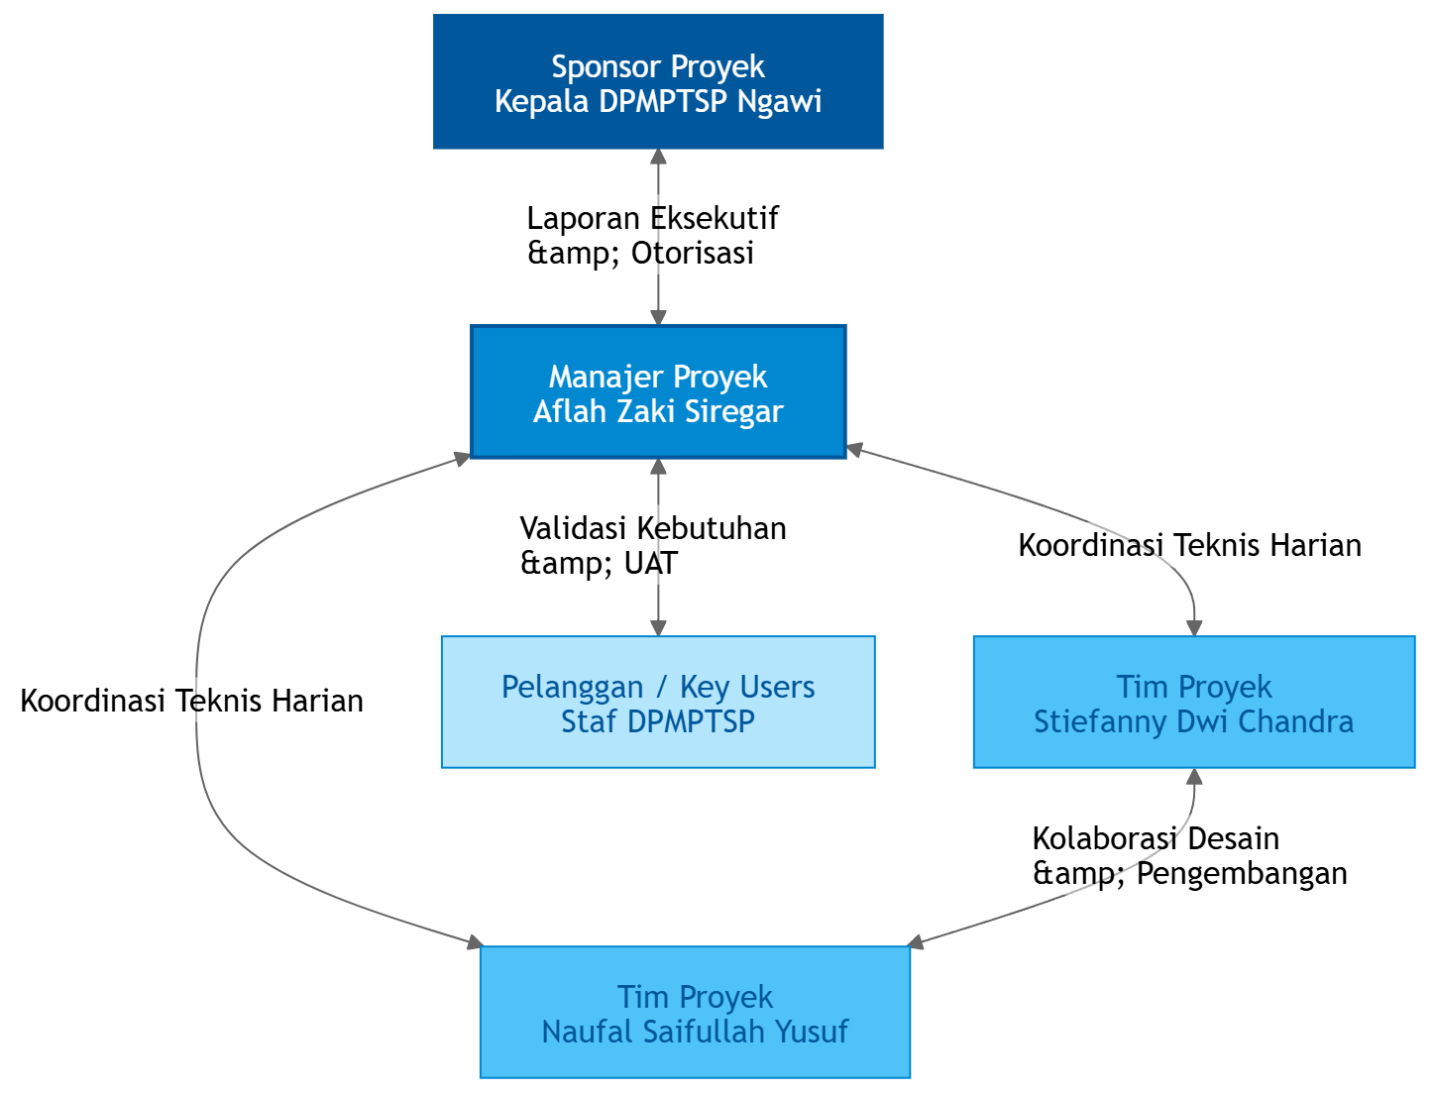 Sponsor Proyek
Kepala DPMPTSP Ngawi
Laporan Eksekutif
&amp; Otorisasi
Manajer Proyek
Aflah Zaki Siregar
Validasi Kebutuhan
&amp; UAT
Koordinasi Teknis Harian
Koordinasi Teknis Harian
Pelanggan / Key Users
Staf DPMPTSP
Tim Proyek
Stiefanny Dwi Chandra
Kolaborasi Desain
&amp; Pengembangan
Tim Proyek
Naufal Saifullah Yusuf